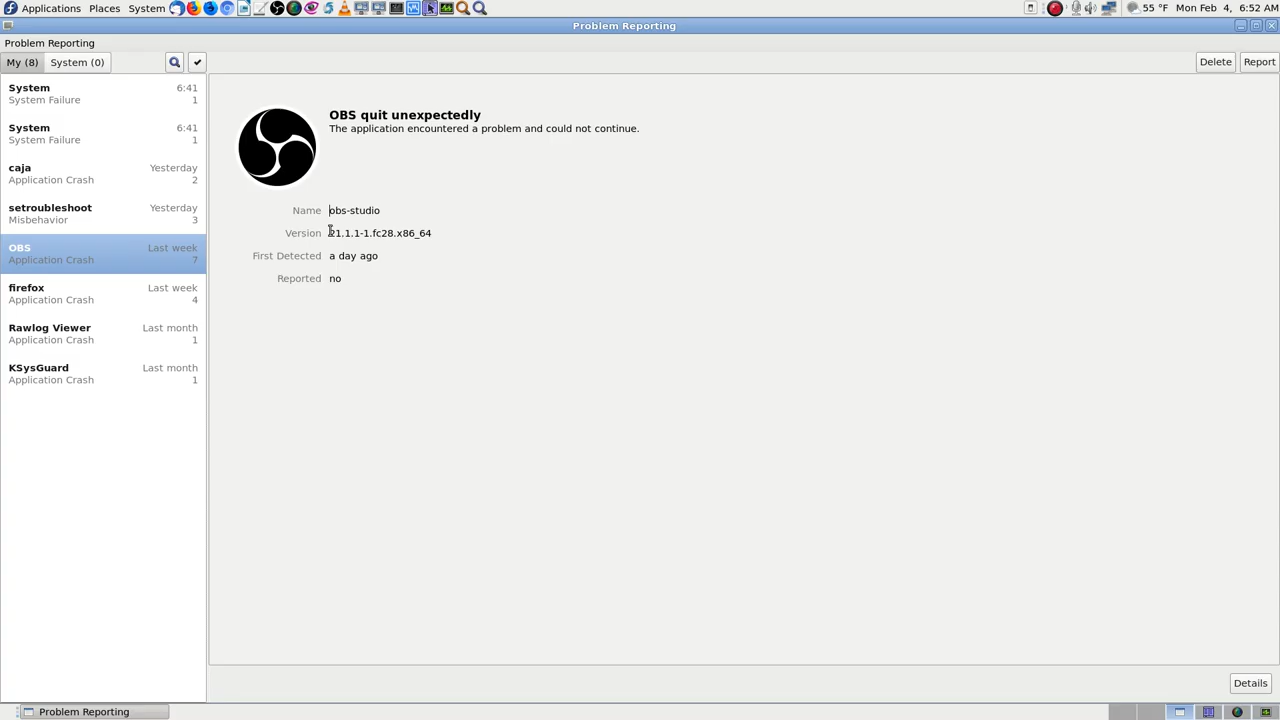 Applications Places System 55 °F Mon Feb 4, 6:52 AM
Problem Reporting
Problem Reporting
My (8) System (0) Delete Report
System 6:41
System Failure 1
System 6:41
System Failure 1
caja Yesterday
Application Crash 2
setroubleshoot Yesterday
Misbehavior 3
OBS Last week
Application Crash 7
firefox Last week
Application Crash 4
Rawlog Viewer Last month
Application Crash 1
KSysGuard Last month
Application Crash 1
OBS quit unexpectedly
The application encountered a problem and could not continue.
Name obs-studio
Version 21.1.1-1.fc28.x86_64
First Detected a day ago
Reported no
Details
Problem Reporting